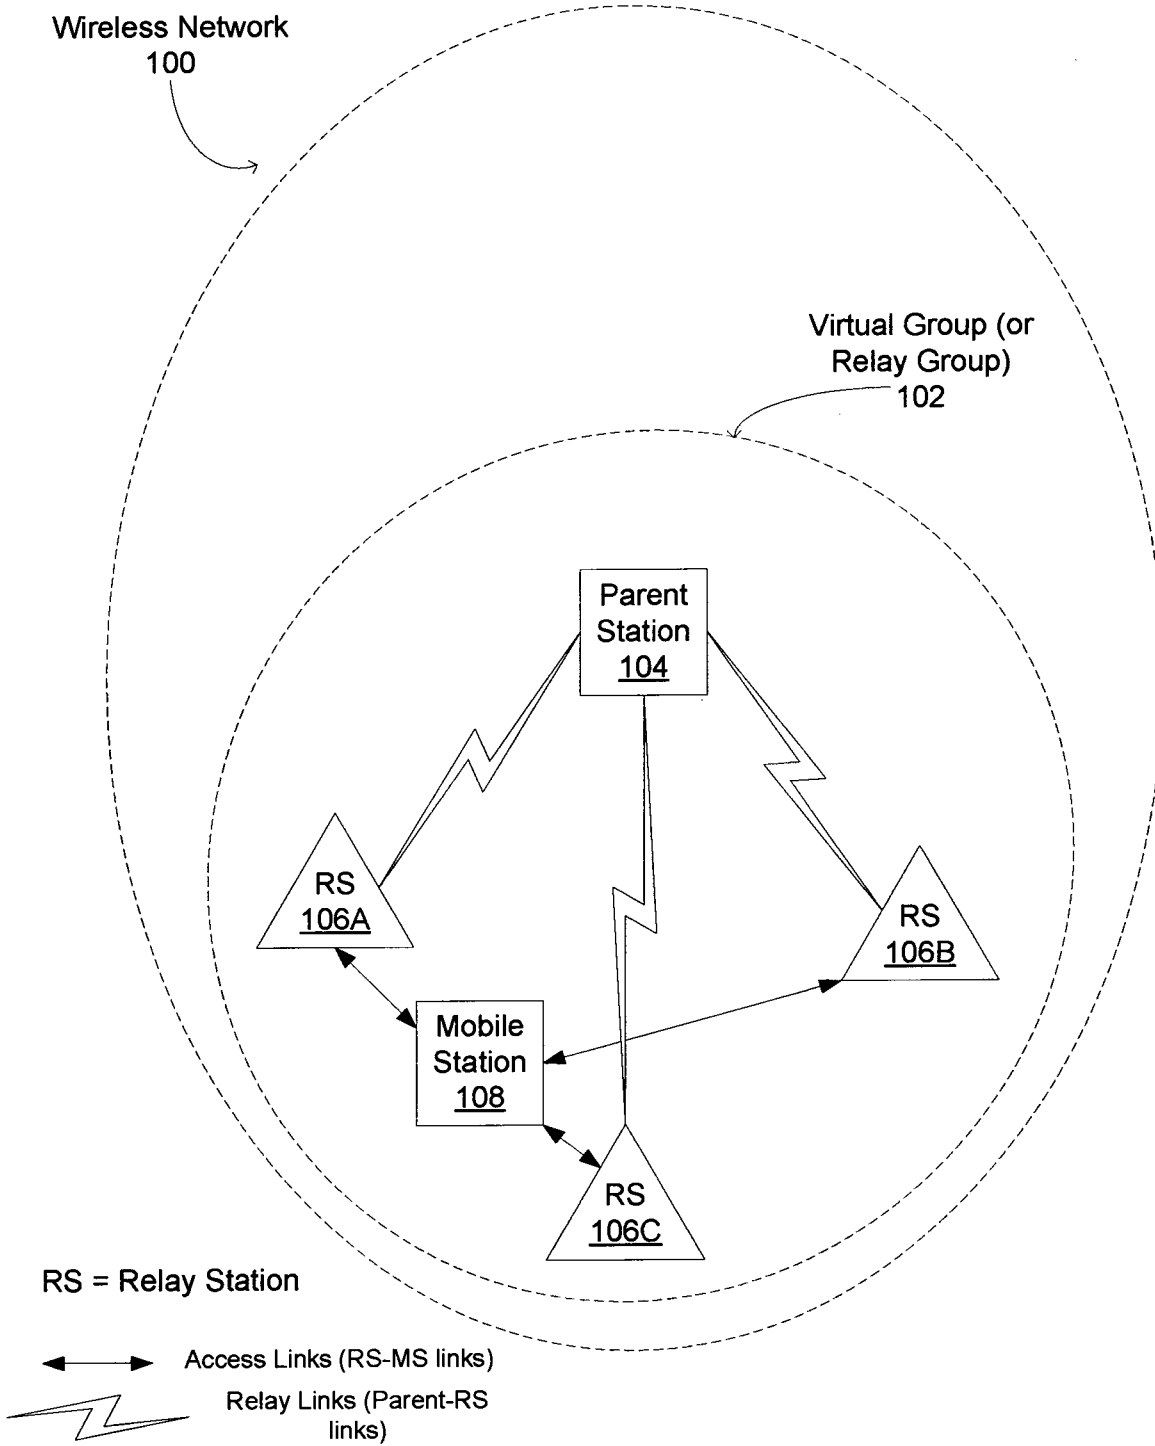 Wireless Network
100
Virtual Group (or
Relay Group)
102
Parent
Station
104
RS
106A
RS
106B
Mobile
Station
108
RS
106C
RS = Relay Station
Access Links (RS-MS links)
Relay Links (Parent-RS
links)